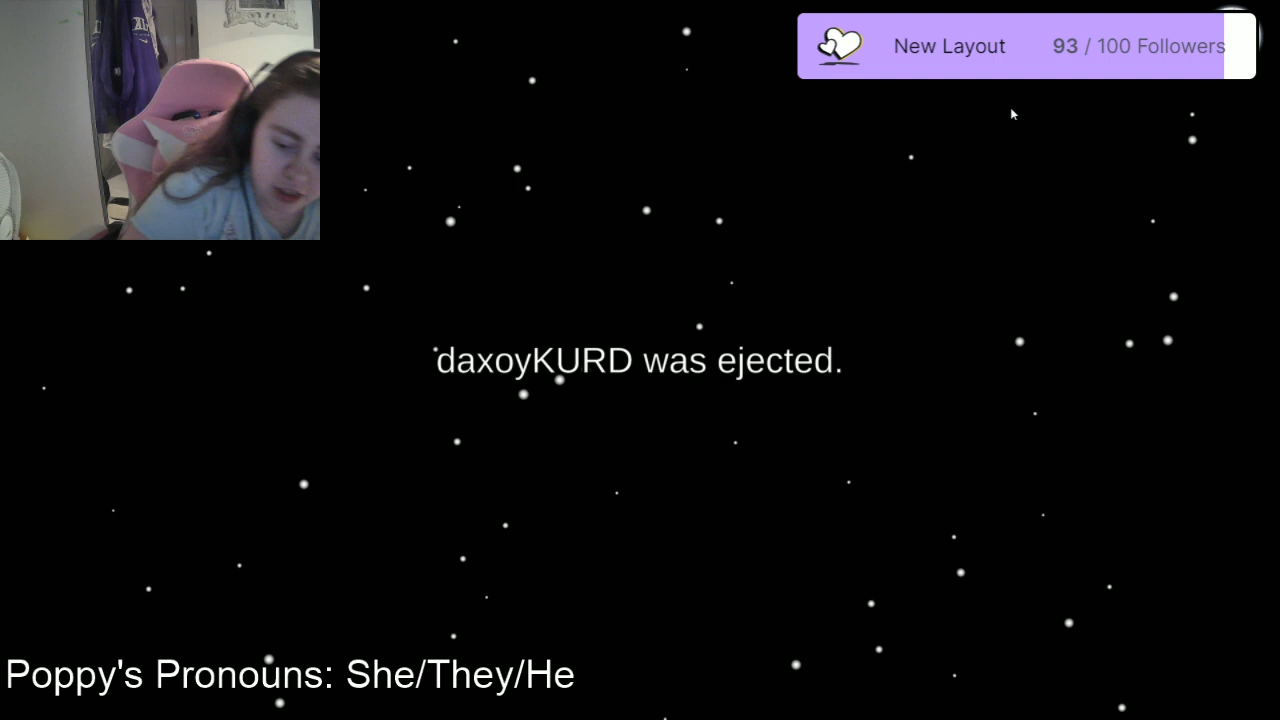 New Layout 93 / 100 Followers
daxoyKURD was ejected.
Poppy's Pronouns: She/They/He